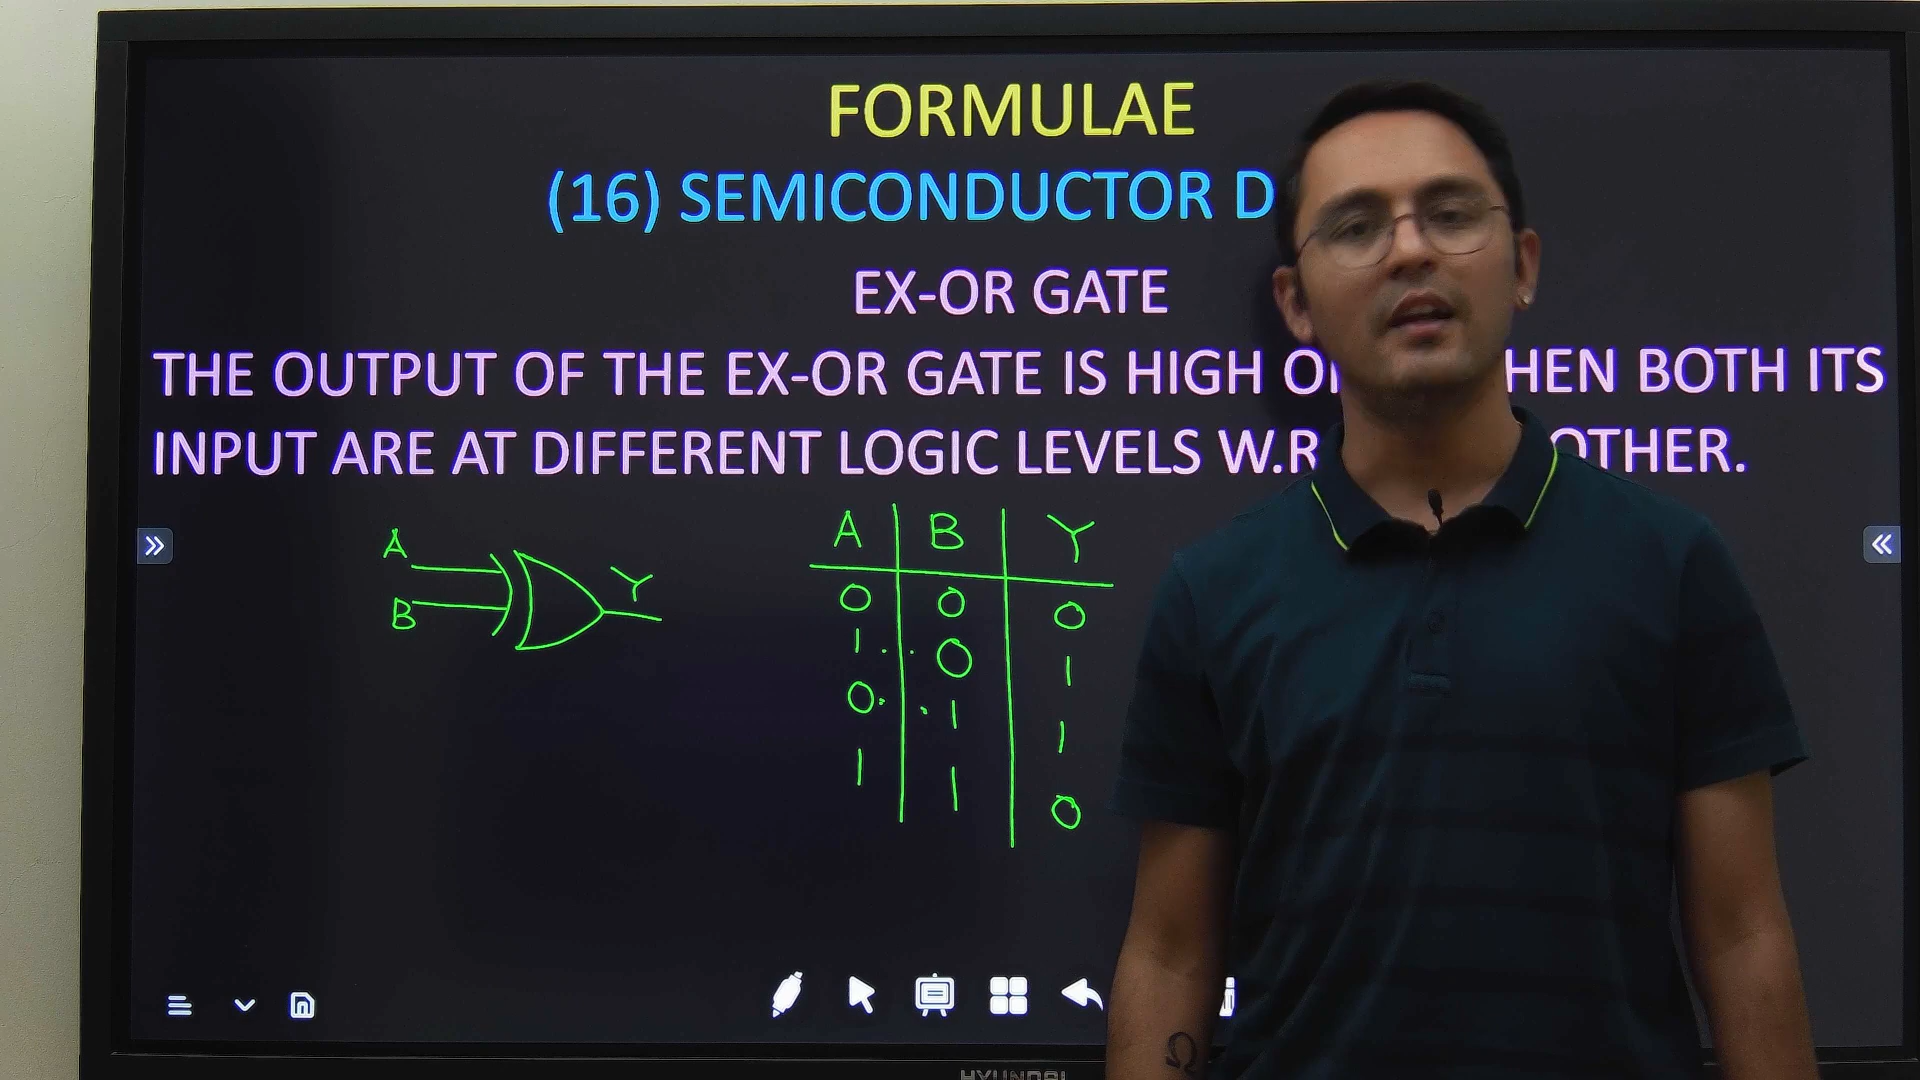 FORMULAE
(16) SEMICONDUCTOR D
EX-OR GATE
THE OUTPUT OF THE EX-OR GATE IS HIGH BOTH ITS
INPUT ARE AT DIFFERENT LOGIC LEVELS W.R OTHER.
A B Y
A
Y
B
0 0 0
1 0 1
0 1 1
1 1 0
Ω
HYUNDAI